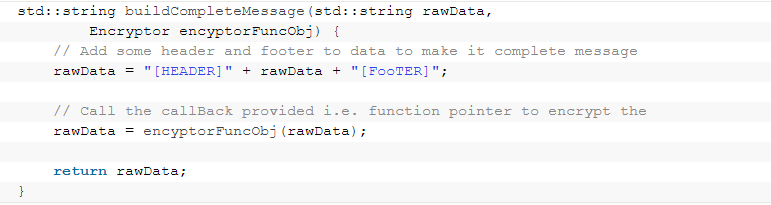 std::string buildCompleteMessage(std::string rawData,
        Encryptor encyptorFuncObj) {
    // Add some header and footer to data to make it complete message
    rawData = "[HEADER]" + rawData + "[FooTER]";

    // Call the callBack provided i.e. function pointer to encrypt the
    rawData = encyptorFuncObj(rawData);

    return rawData;
}